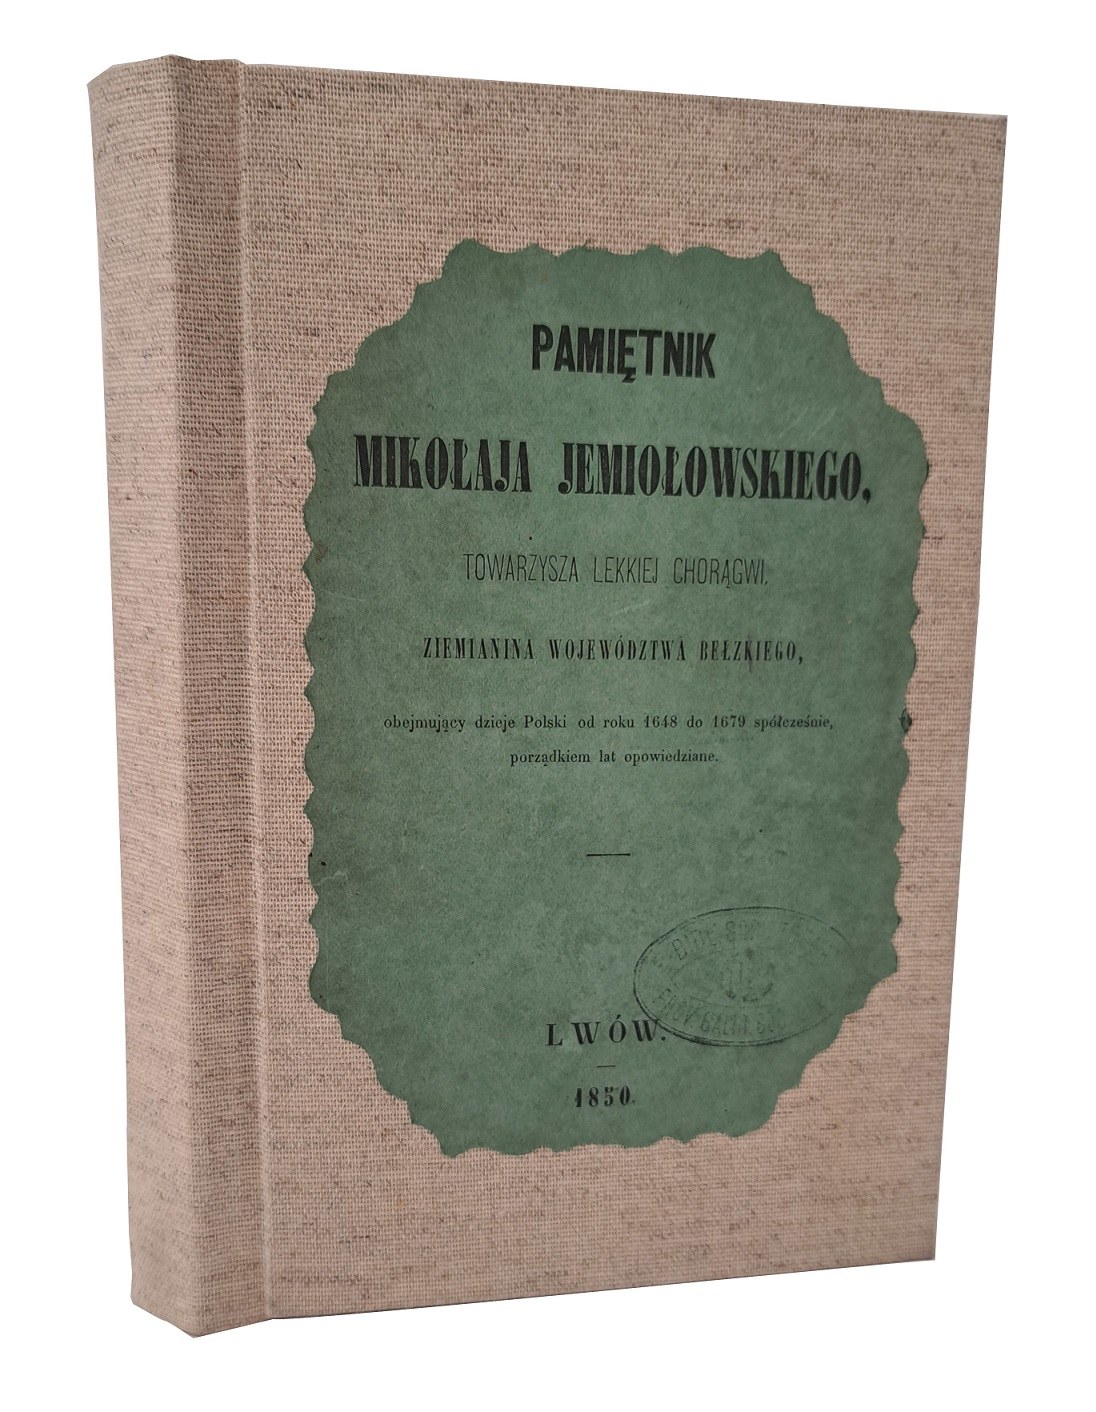 PAMIĘTNIK
MIKOŁAJA JEMIOŁOWSKIEGO,
TOWARZYSZA LEKKIEJ CHORĄGWI,
ZIEMIANINA WOJEWÓDZTWA BEŁZKIEGO,
obejmujący dzieje Polski od roku 1648 do 1679 spółcześnie,
porządkiem lat opowiedziane.
LWÓW.
1850.